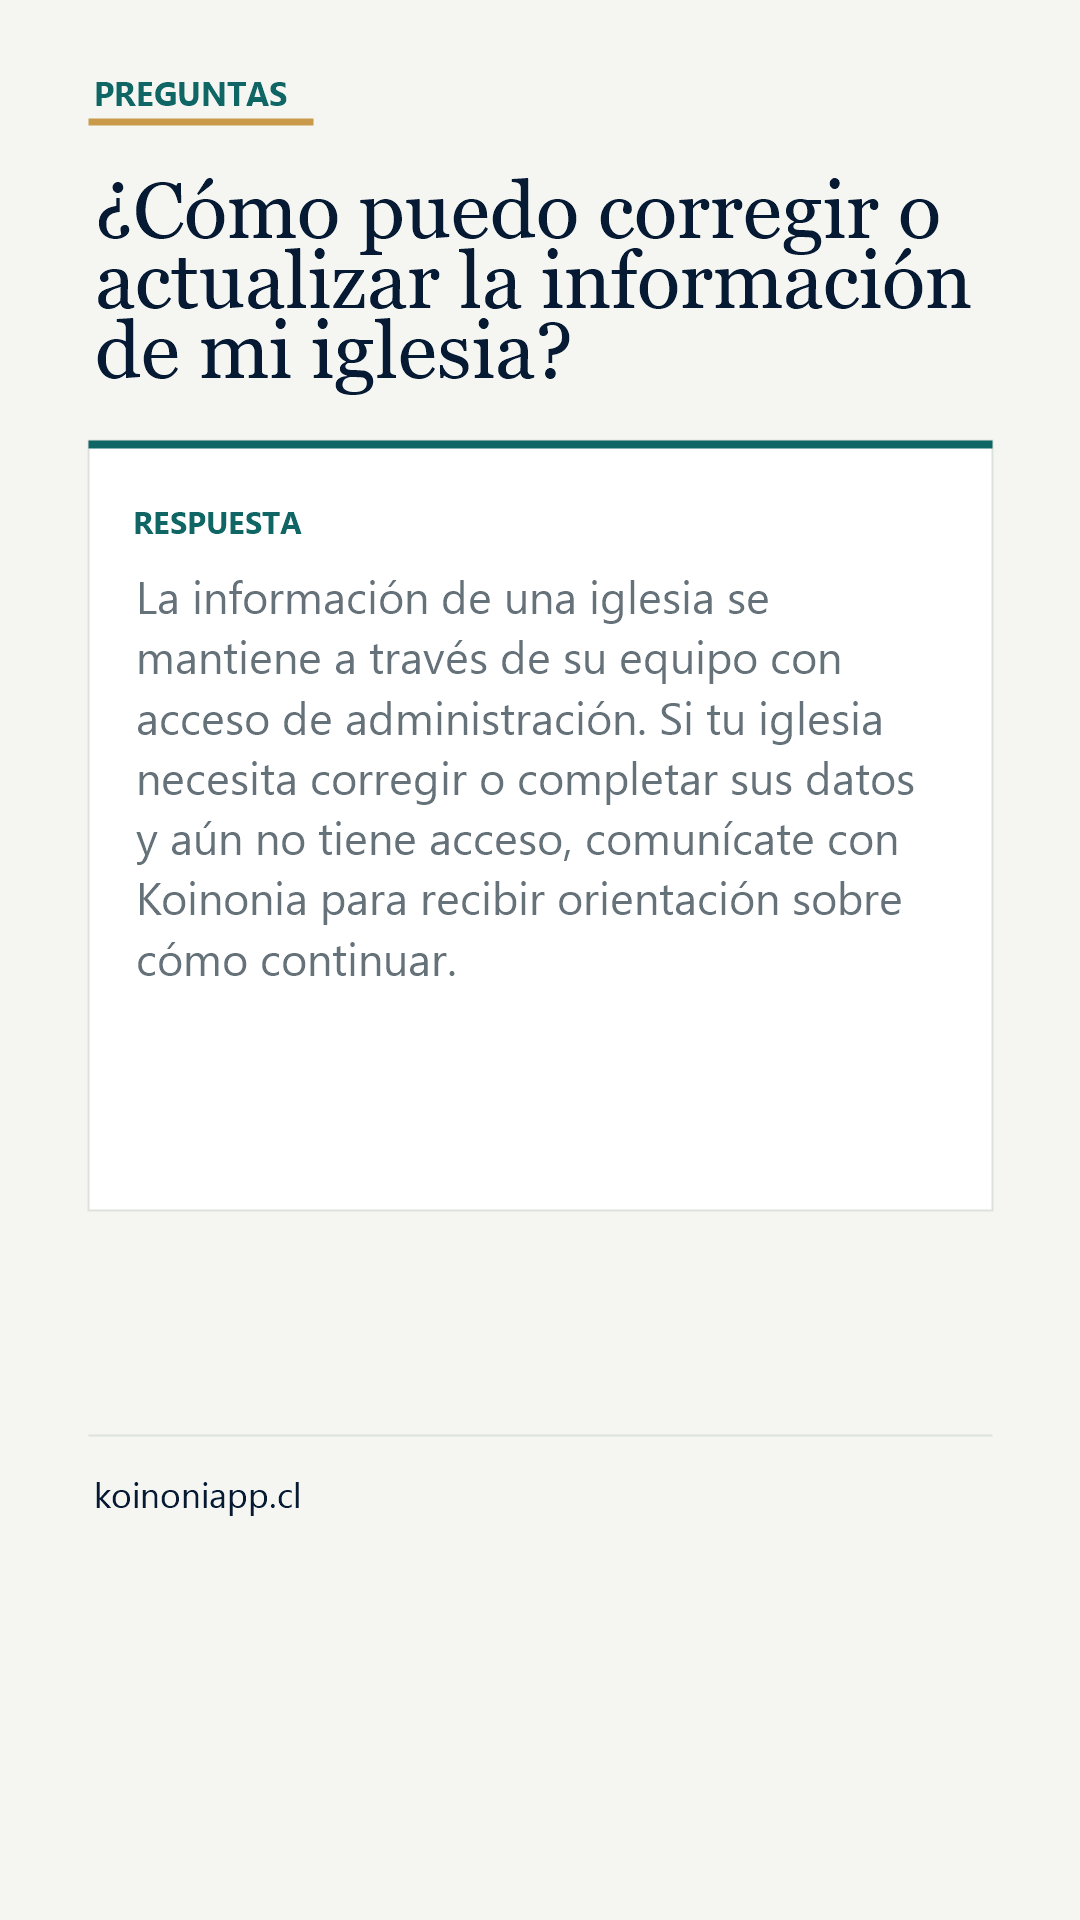 PREGUNTAS
¿Cómo puedo corregir o
actualizar la información
de mi iglesia?
RESPUESTA
La información de una iglesia se
mantiene a través de su equipo con
acceso de administración. Si tu iglesia
necesita corregir o completar sus datos
y aún no tiene acceso, comunícate con
Koinonia para recibir orientación sobre
cómo continuar.
koinoniapp.cl